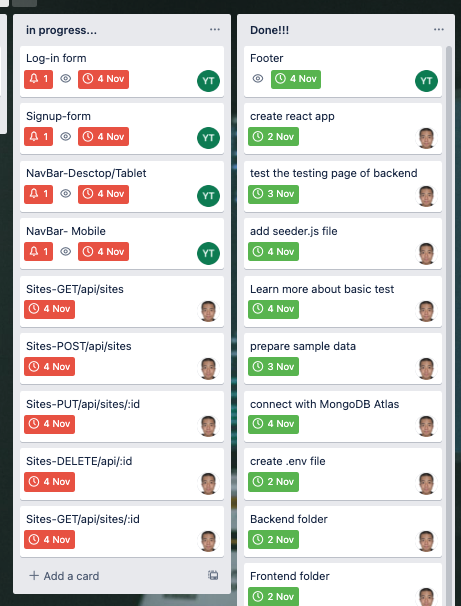 in progress...
Log-in form
1
4 Nov
YT
Signup-form
1
4 Nov
YT
NavBar-Desctop/Tablet
1
4 Nov
YT
NavBar- Mobile
1
4 Nov
YT
Sites-GET/api/sites
4 Nov
Sites-POST/api/sites
4 Nov
Sites-PUT/api/sites/:id
4 Nov
Sites-DELETE/api/:id
4 Nov
Sites-GET/api/sites/:id
4 Nov
+ Add a card
Done!!!
Footer
4 Nov
YT
create react app
2 Nov
test the testing page of backend
3 Nov
add seeder.js file
4 Nov
Learn more about basic test
4 Nov
prepare sample data
3 Nov
connect with MongoDB Atlas
4 Nov
create .env file
2 Nov
Backend folder
2 Nov
Frontend folder
2 Nov